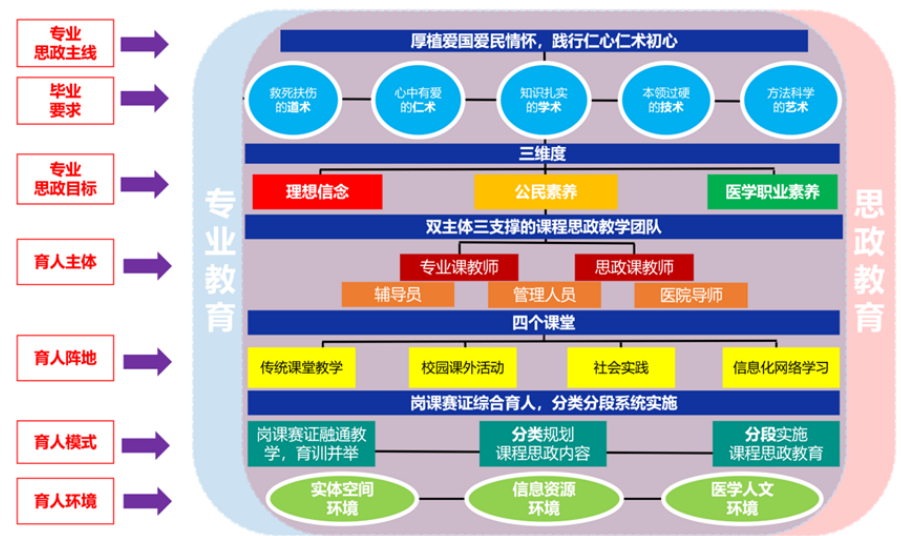 专业
思政主线
厚植爱国爱民情怀，践行仁心仁术初心
毕业
要求
救死扶伤
的道术
心中有爱
的仁术
知识扎实
的学术
本领过硬
的技术
方法科学
的艺术
三维度
专业
思政目标
理想信念
公民素养
医学职业素养
双主体三支撑的课程思政教学团队
育人主体
专业课教师
思政课教师
辅导员
管理人员
医院导师
四个课堂
育人阵地
传统课堂教学
校园课外活动
社会实践
信息化网络学习
岗课赛证综合育人，分类分段系统实施
育人模式
岗课赛证融通教
学，育训并举
分类规划
课程思政内容
分段实施
课程思政教育
育人环境
实体空间
环境
信息资源
环境
医学人文
环境
专业教育
思政教育